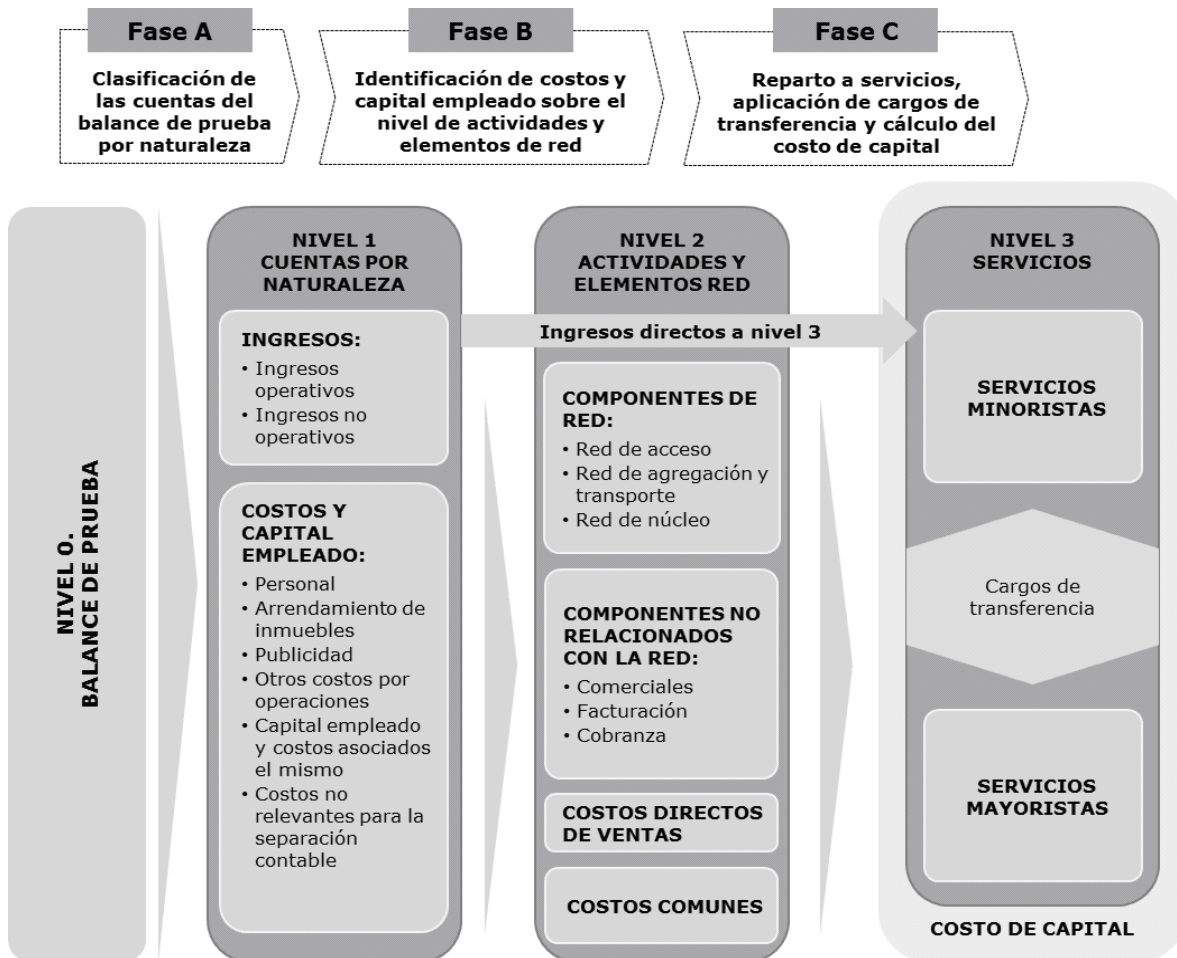 Fase A
Clasificación de
las cuentas del
balance de prueba
por naturaleza
Fase B
Identificación de costos y
capital empleado sobre el
nivel de actividades y
elementos de red
Fase C
Reparto a servicios,
aplicación de cargos de
transferencia y cálculo del
costo de capital
NIVEL 0.
BALANCE DE PRUEBA
NIVEL 1
CUENTAS POR
NATURALEZA
INGRESOS:
• Ingresos
operativos
• Ingresos no
operativos
COSTOS Y
CAPITAL
EMPLEADO:
• Personal
• Arrendamiento de
inmuebles
• Publicidad
• Otros costos por
operaciones
• Capital empleado
y costos asociados
el mismo
• Costos no
relevantes para la
separación
contable
NIVEL 2
ACTIVIDADES Y
ELEMENTOS RED
Ingresos directos a nivel 3
COMPONENTES DE
RED:
• Red de acceso
• Red de agregación y
transporte
• Red de núcleo
COMPONENTES NO
RELACIONADOS
CON LA RED:
• Comerciales
• Facturación
• Cobranza
COSTOS DIRECTOS
DE VENTAS
COSTOS COMUNES
NIVEL 3
SERVICIOS
SERVICIOS
MINORISTAS
Cargos de
transferencia
SERVICIOS
MAYORISTAS
COSTO DE CAPITAL